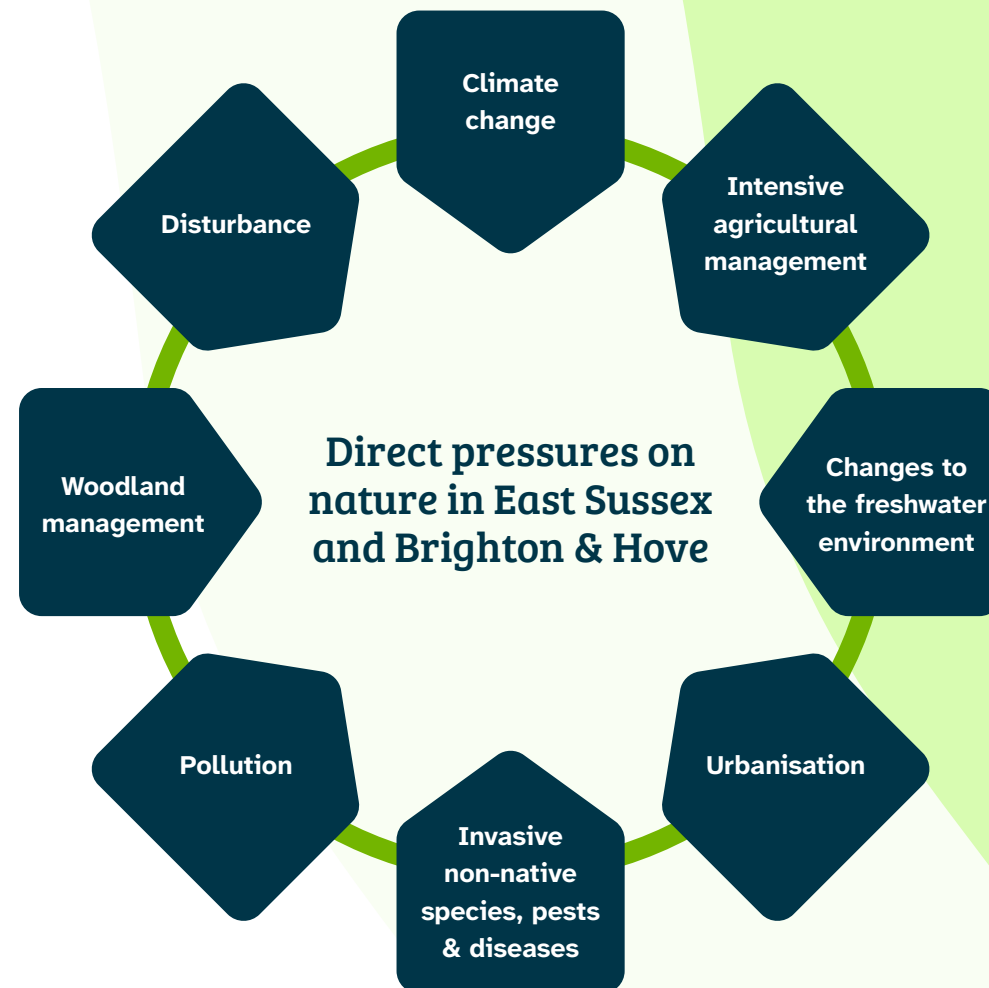 Climate
change
Intensive
agricultural
management
Changes to
the freshwater
environment
Urbanisation
Invasive
non-native
species, pests
& diseases
Pollution
Woodland
management
Disturbance
Direct pressures on
nature in East Sussex
and Brighton & Hove